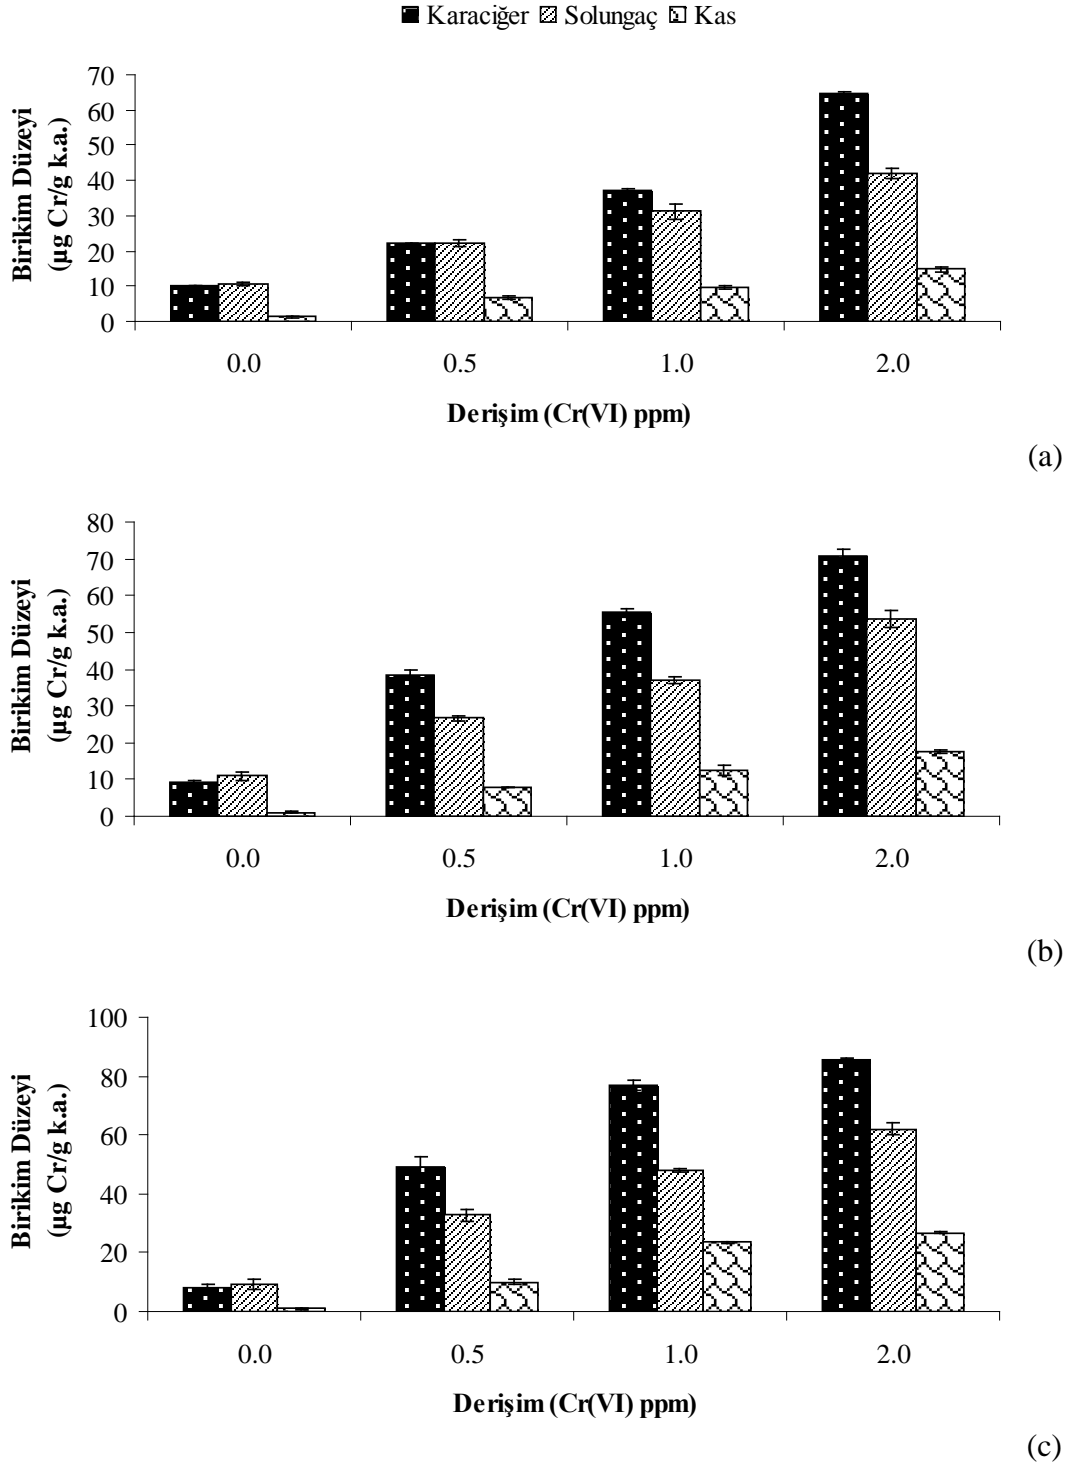 Karaciğer Solungaç Kas
70
60
50
40
30
20
10
0
Birikim Düzeyi
(µg Cr/g k.a.)
0.0 0.5 1.0 2.0
Derişim (Cr(VI) ppm)
(a)
80
70
60
50
40
30
20
10
0
Birikim Düzeyi
(µg Cr/g k.a.)
0.0 0.5 1.0 2.0
Derişim (Cr(VI) ppm)
(b)
100
80
60
40
20
0
Birikim Düzeyi
(µg Cr/g k.a.)
0.0 0.5 1.0 2.0
Derişim (Cr(VI) ppm)
(c)